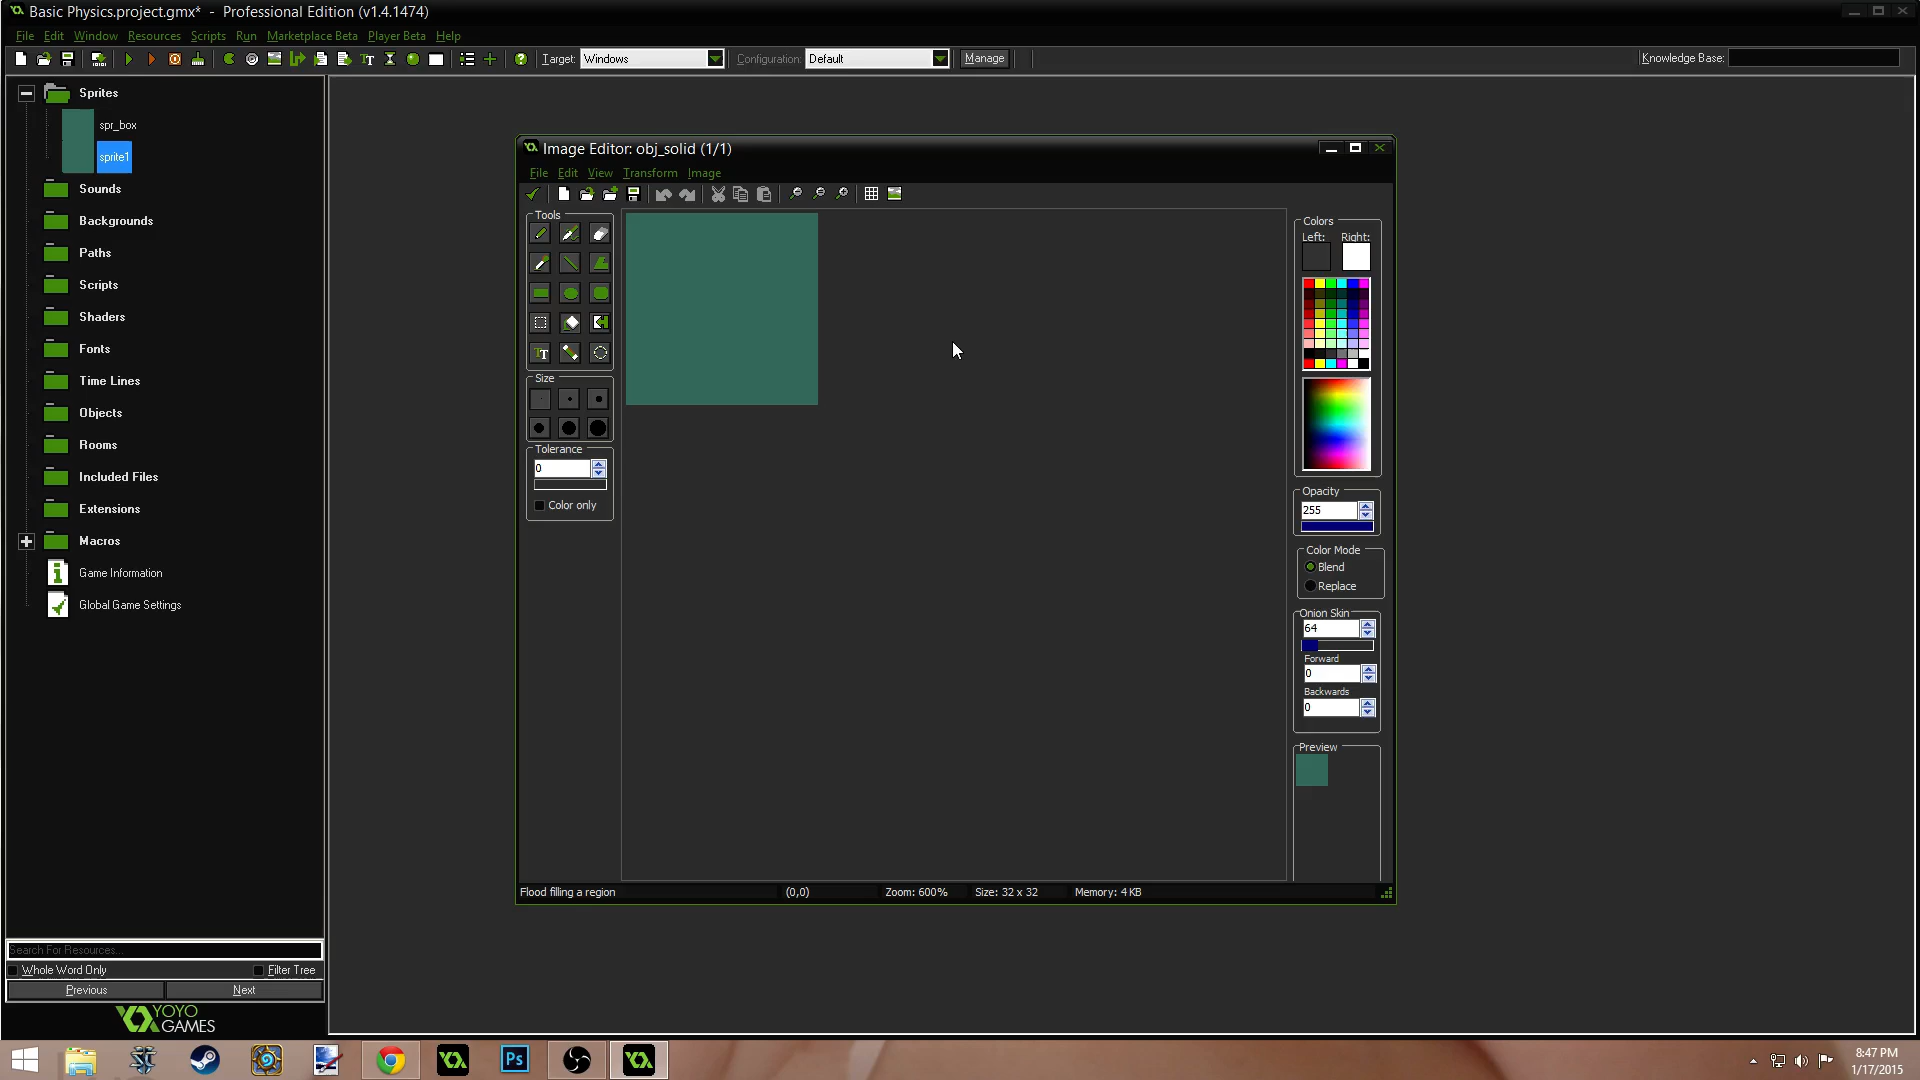 Basic Physics.project.gmx* - Professional Edition (v1.4.1474)
File Edit Window Resources Scripts Run Marketplace Beta Player Beta Help
Target: Windows Configuration: Default Manage Knowledge Base:
Sprites
spr_box
sprite1
Sounds
Backgrounds
Paths
Scripts
Shaders
Fonts
Time Lines
Objects
Rooms
Included Files
Extensions
Macros
Game Information
Global Game Settings
Search For Resources...
Whole Word Only Filter Tree
Previous Next
YOYO
GAMES
Image Editor: obj_solid (1/1)
File Edit View Transform Image
Tools
Size
Tolerance
0
Color only
Colors
Left: Right:
Opacity
255
Color Mode
Blend
Replace
Onion Skin
64
Forward
0
Backwards
0
Preview
Flood filling a region (0,0) Zoom: 600% Size: 32 x 32 Memory: 4 KB
Ps
8:47 PM
1/17/2015